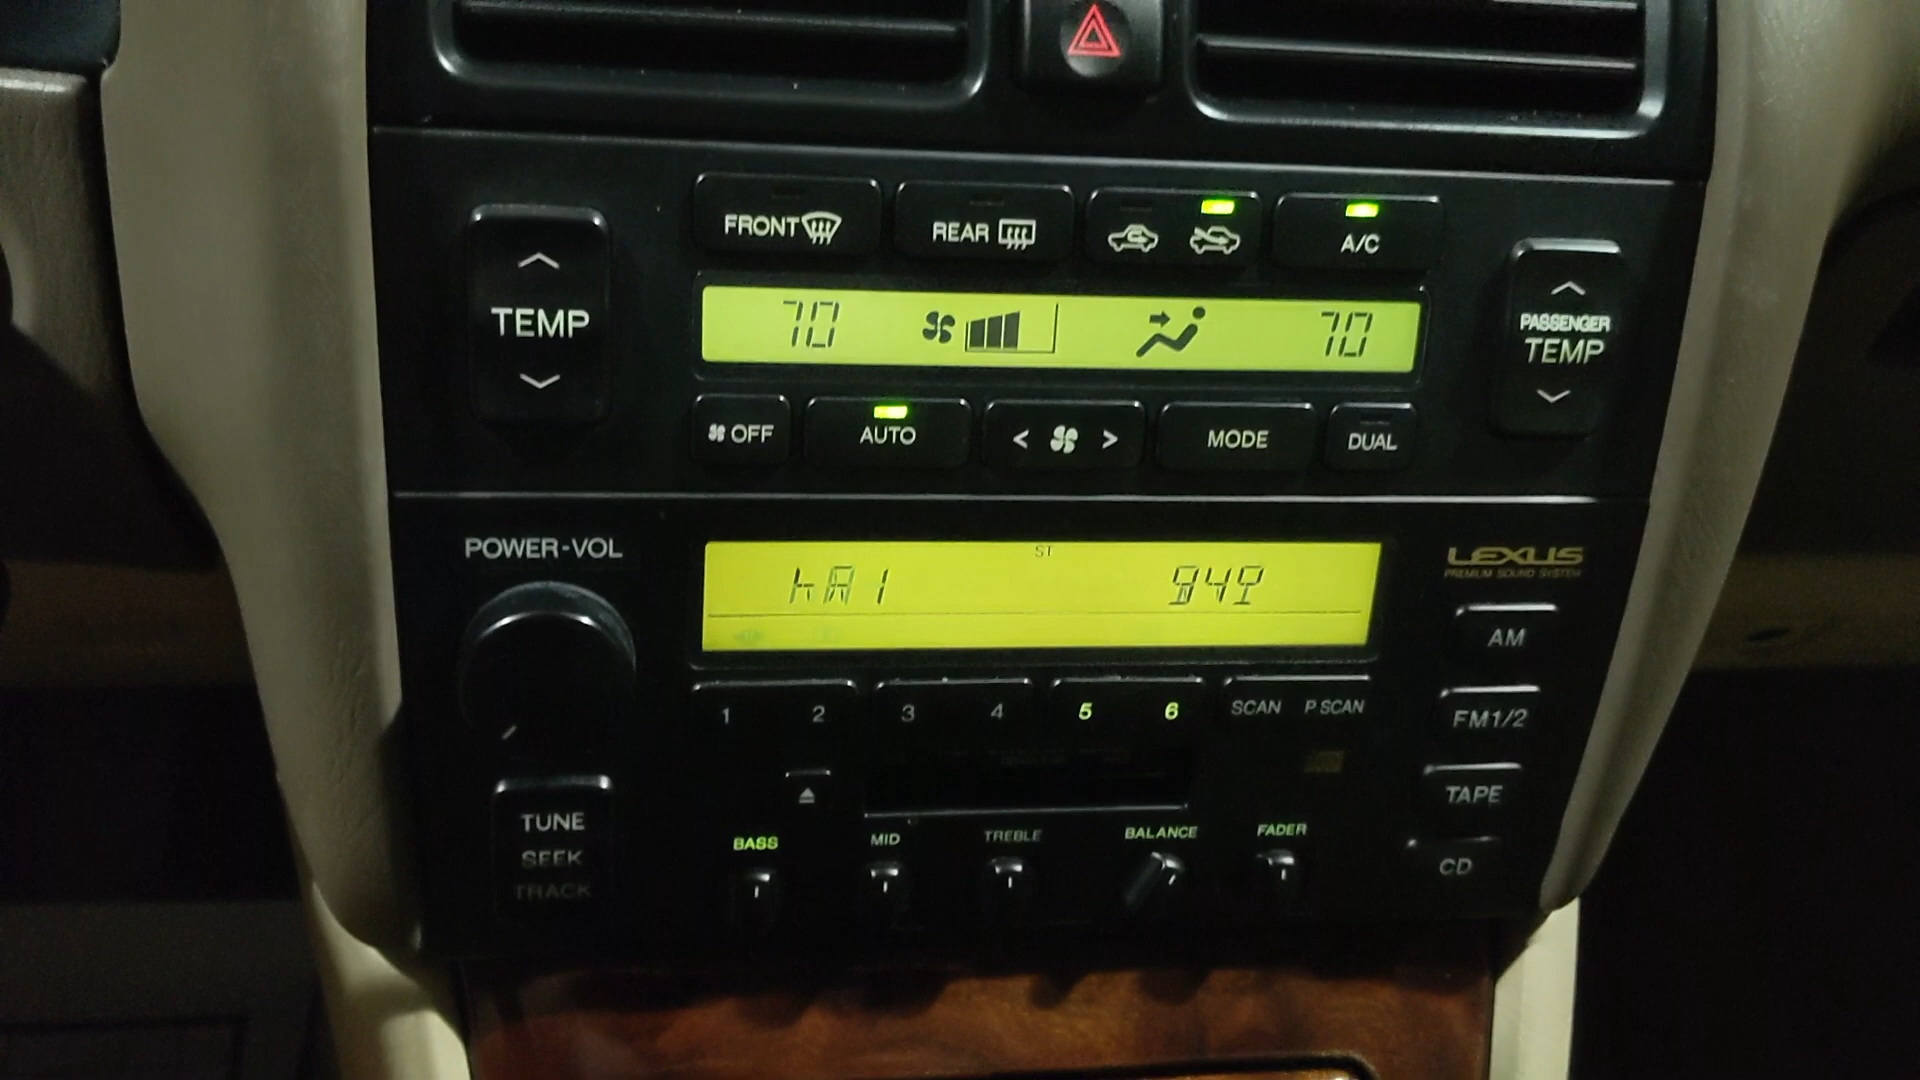 FRONT REAR A/C
TEMP 70 70 PASSENGER TEMP
OFF AUTO < > MODE DUAL
POWER-VOL ST LEXUS
PREMIUM SOUND SYSTEM
AM
1 2 3 4 5 6 SCAN P SCAN FM1/2
TAPE
TUNE
SEEK
TRACK
BASS MID TREBLE BALANCE FADER
CD